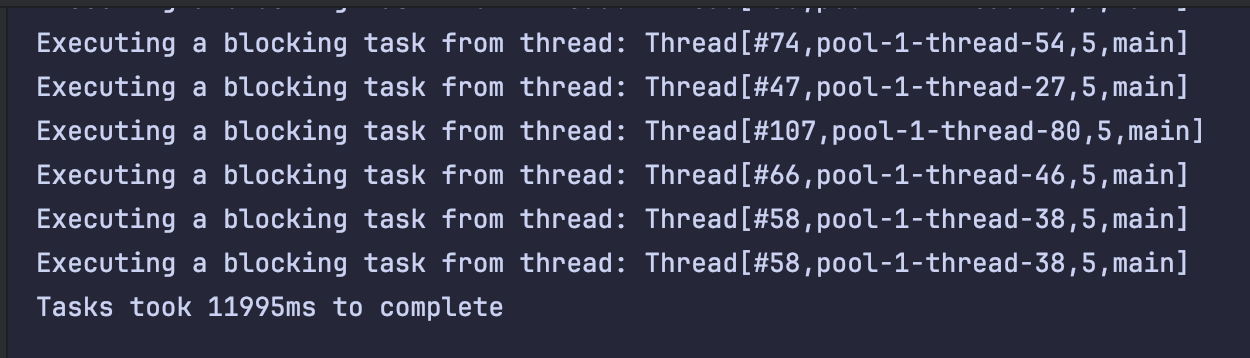 Executing a blocking task from thread: Thread[#74,pool-1-thread-54,5,main]
Executing a blocking task from thread: Thread[#47,pool-1-thread-27,5,main]
Executing a blocking task from thread: Thread[#107,pool-1-thread-80,5,main]
Executing a blocking task from thread: Thread[#66,pool-1-thread-46,5,main]
Executing a blocking task from thread: Thread[#58,pool-1-thread-38,5,main]
Executing a blocking task from thread: Thread[#58,pool-1-thread-38,5,main]
Tasks took 11995ms to complete